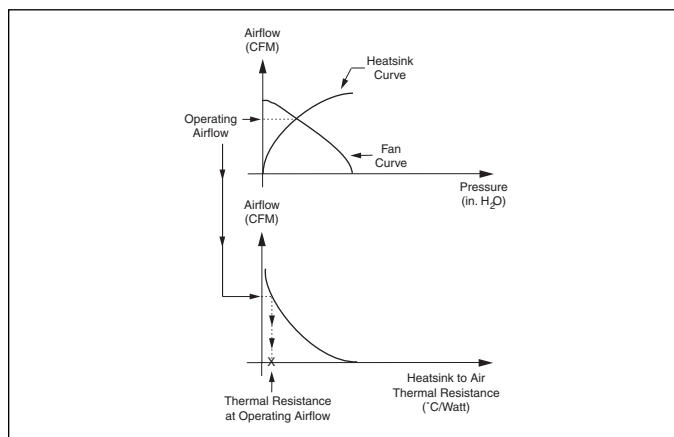 Airflow
(CFM)
Heatsink
Curve
Operating
Airflow
Fan
Curve
Pressure
(in. H2O)
Airflow
(CFM)
X
Heatsink to Air
Thermal Resistance
(˚C/Watt)
Thermal Resistance
at Operating Airflow